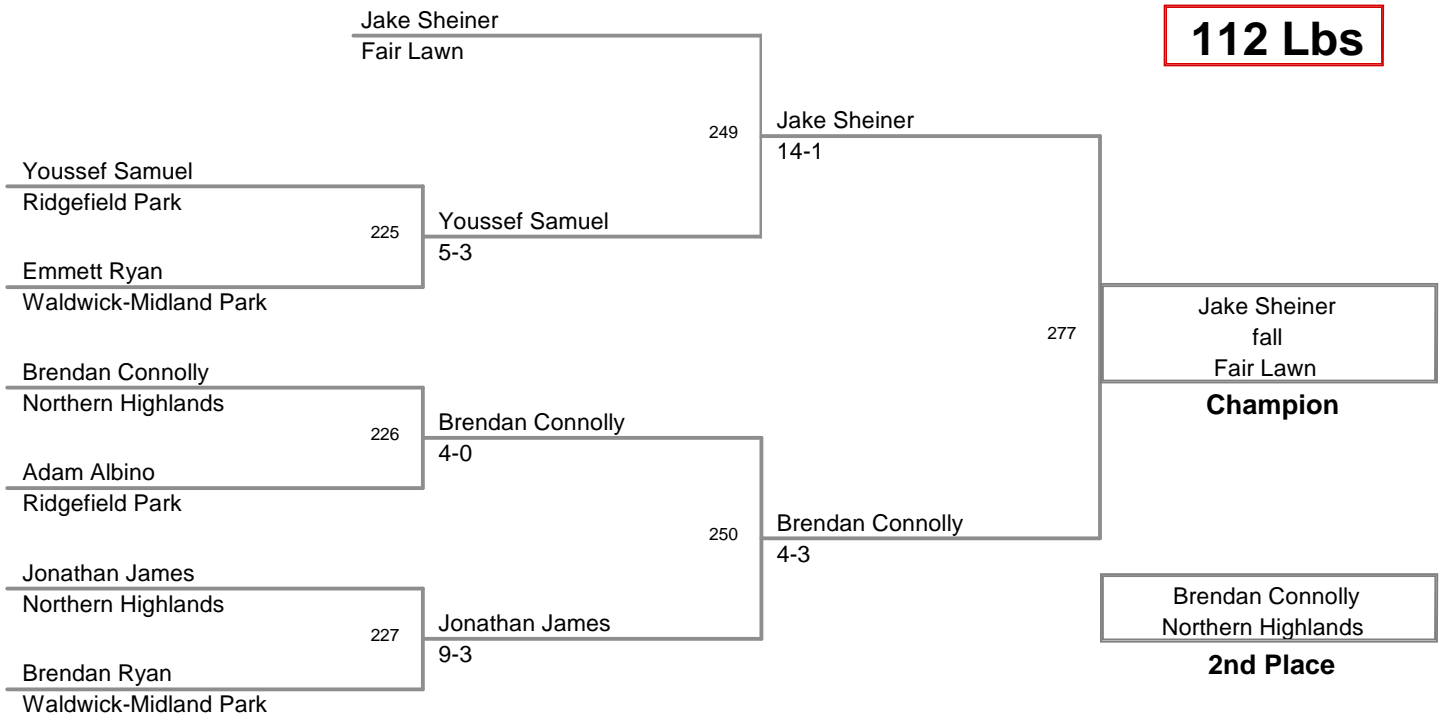 Jake Sheiner
Fair Lawn
112 Lbs
249
Jake Sheiner
14-1
Youssef Samuel
Ridgefield Park
225
Youssef Samuel
5-3
Emmett Ryan
Waldwick-Midland Park
277
Jake Sheiner
fall
Fair Lawn
Champion
Brendan Connolly
Northern Highlands
226
Brendan Connolly
4-0
Adam Albino
Ridgefield Park
250
Brendan Connolly
4-3
Jonathan James
Northern Highlands
227
Jonathan James
9-3
Brendan Ryan
Waldwick-Midland Park
Brendan Connolly
Northern Highlands
2nd Place